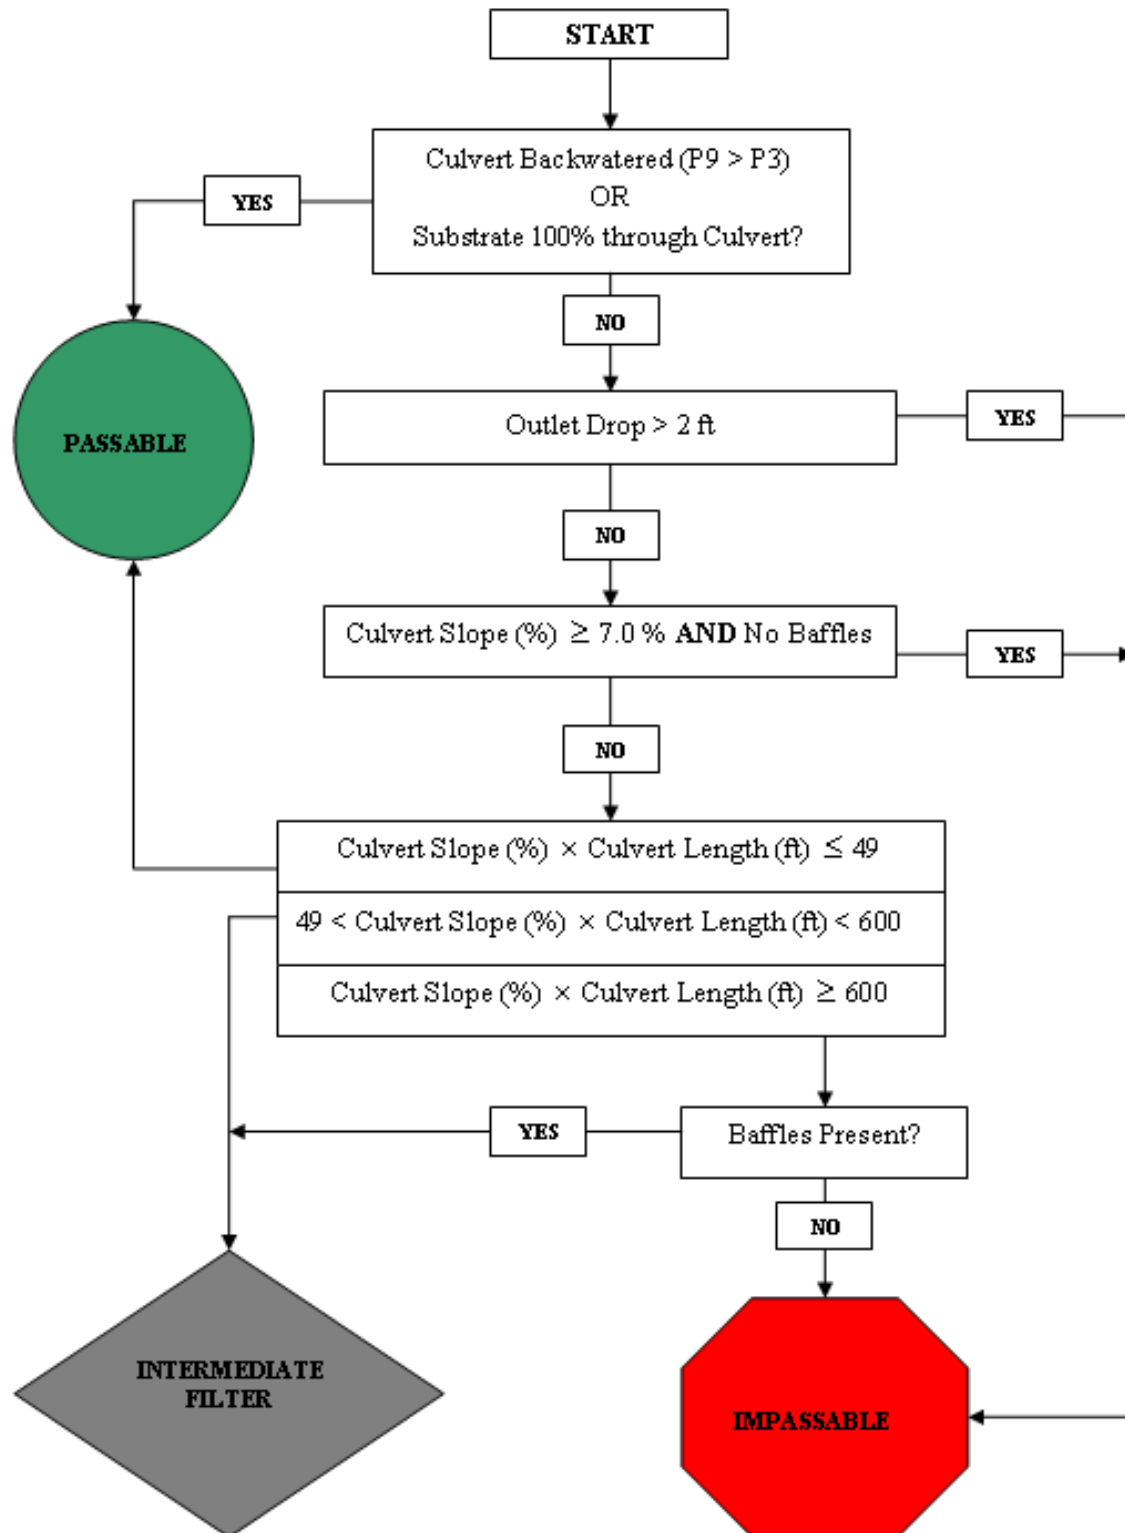 START
Culvert Backwatered (P9 > P3)
OR
Substrate 100% through Culvert?
YES
NO
PASSABLE
Outlet Drop > 2 ft
YES
NO
Culvert Slope (%) ≥ 7.0 % AND No Baffles
YES
NO
Culvert Slope (%) × Culvert Length (ft) ≤ 49
49 < Culvert Slope (%) × Culvert Length (ft) < 600
Culvert Slope (%) × Culvert Length (ft) ≥ 600
YES
Baffles Present?
NO
INTERMEDIATE
FILTER
IMPASSABLE